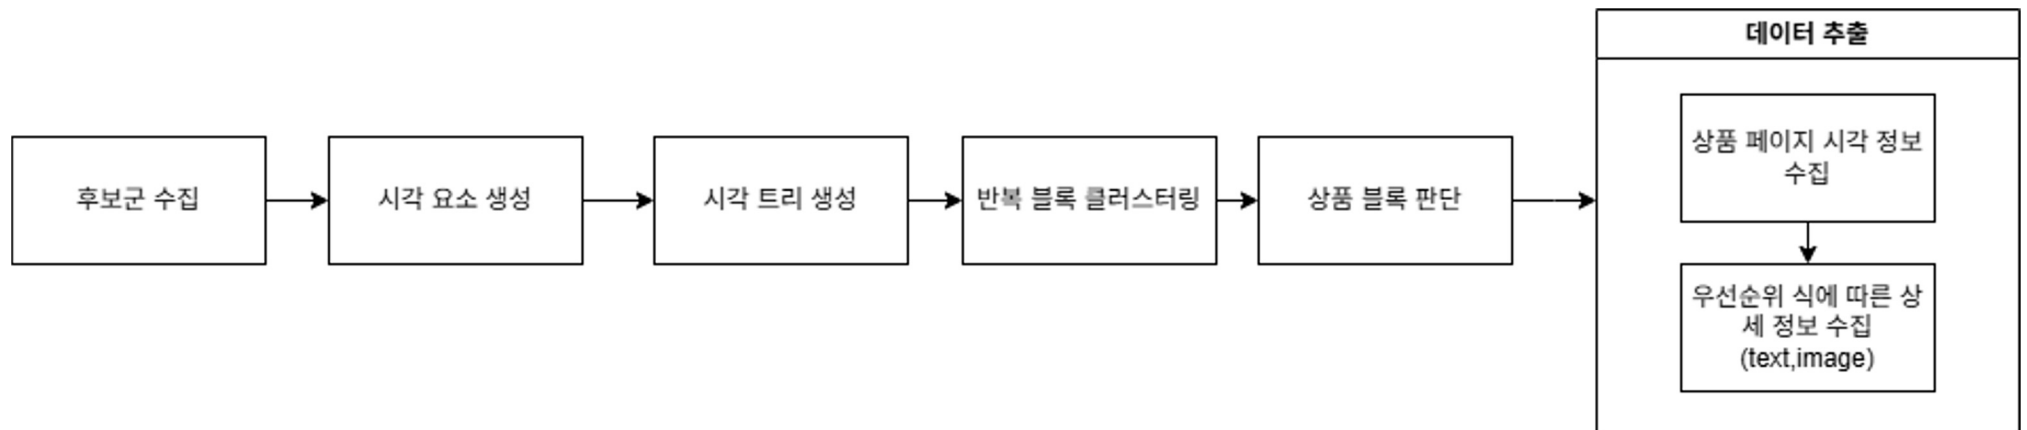 후보군 수집
시각 요소 생성
시각 트리 생성
반복 블록 클러스터링
상품 블록 판단
데이터 추출
상품 페이지 시각 정보
수집
우선순위 식에 따른 상
세 정보 수집
(text,image)